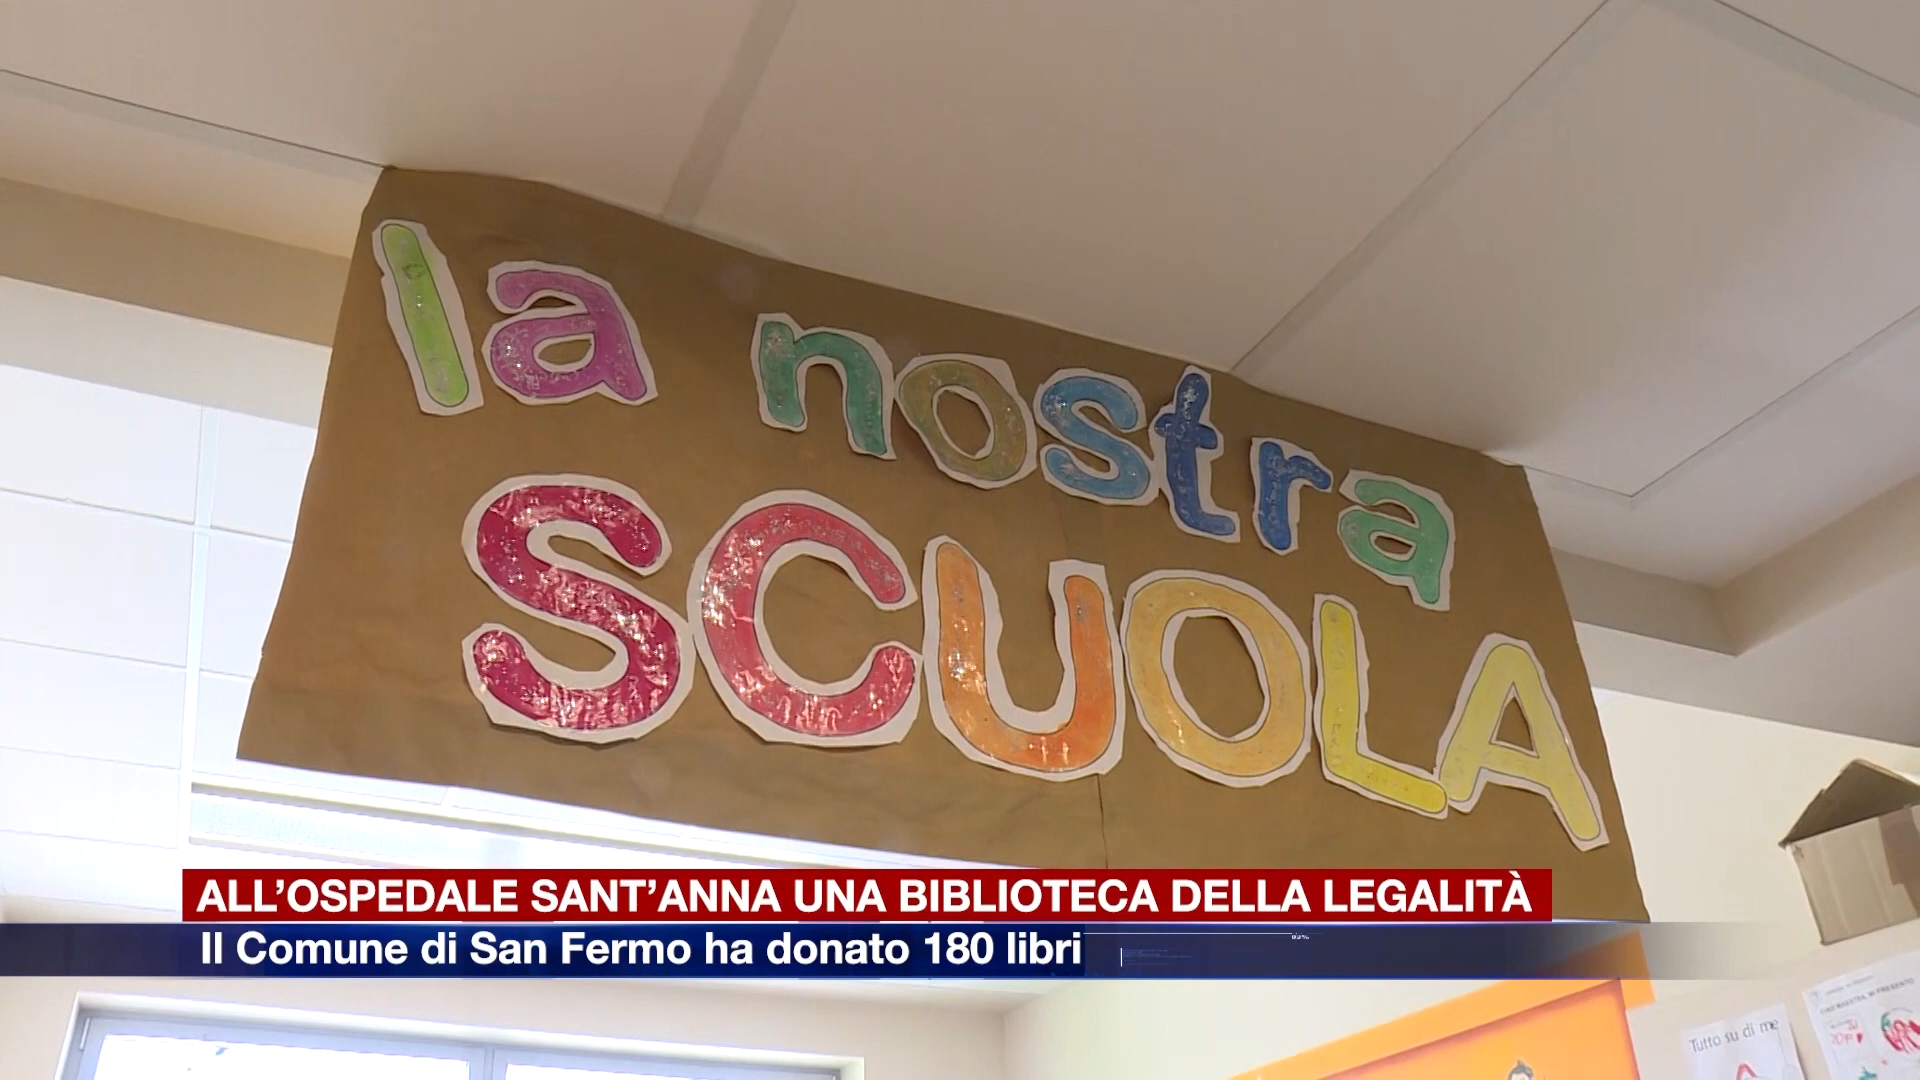 la nostra
SCUOLA
ALL’OSPEDALE SANT’ANNA UNA BIBLIOTECA DELLA LEGALITÀ
Il Comune di San Fermo ha donato 180 libri
Tutto su di me